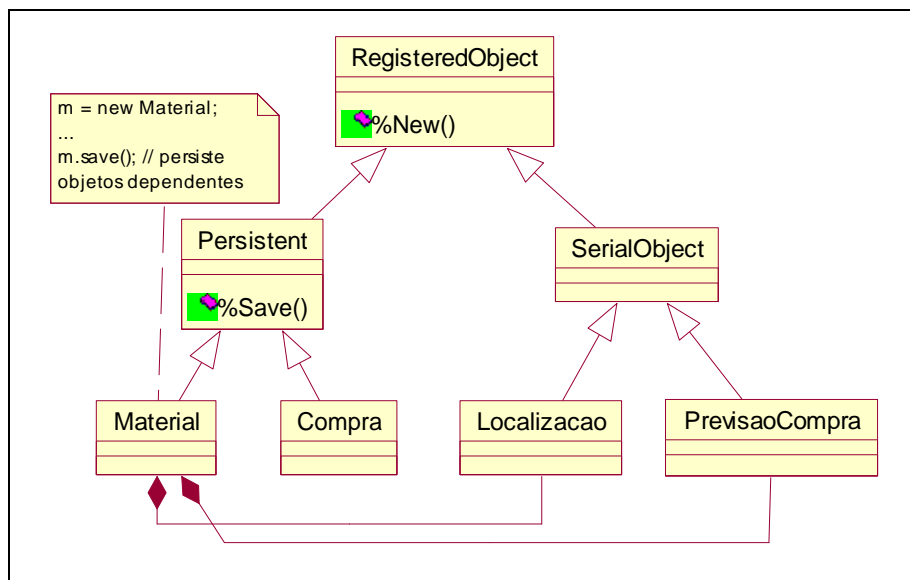 RegisteredObject
%New()
m = new Material;
...
m.save(); // persiste
objetos dependentes
Persistent
%Save()
SerialObject
Material
Compra
Localizacao
PrevisaoCompra